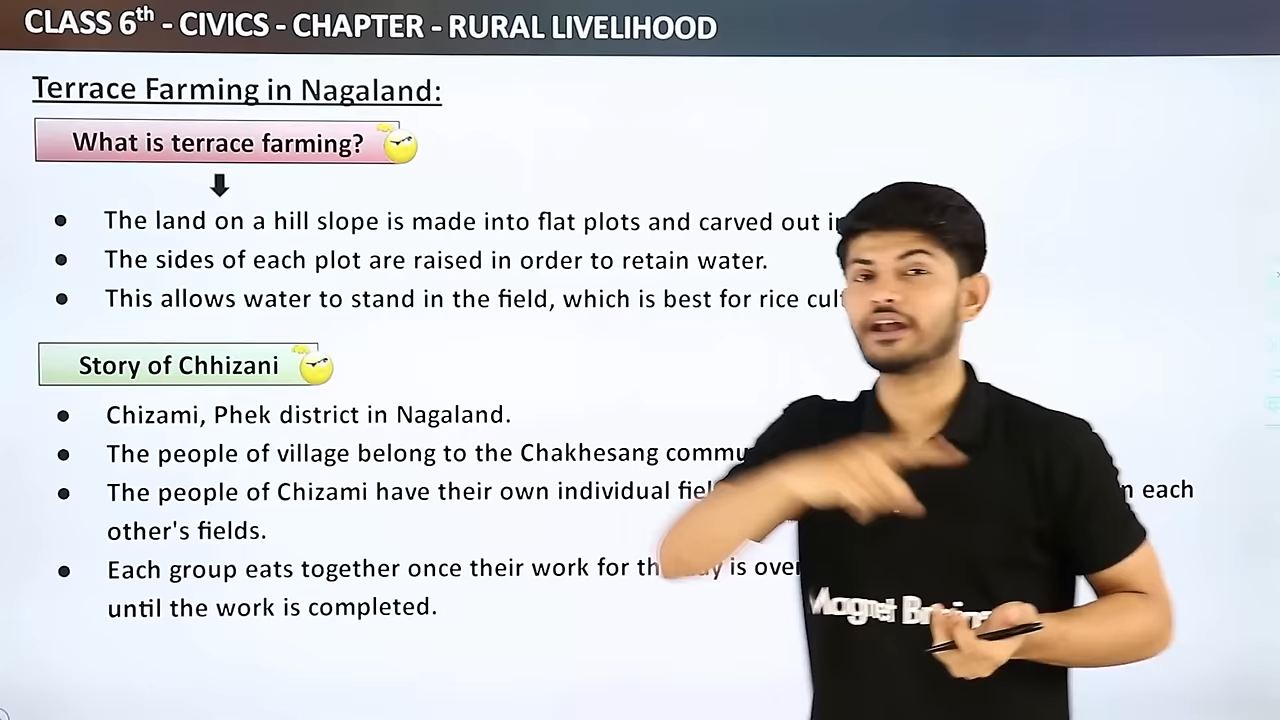 CLASS 6th - CIVICS - CHAPTER - RURAL LIVELIHOOD
Terrace Farming in Nagaland:
What is terrace farming?
● The land on a hill slope is made into flat plots and carved out
● The sides of each plot are raised in order to retain water.
● This allows water to stand in the field, which is best for rice
Story of Chhizani
● Chizami, Phek district in Nagaland.
● The people of village belong to the Chakhesang
● The people of Chizami have their own individual each
other's fields.
● Each group eats together once their work for is over
until the work is completed.
Magnet